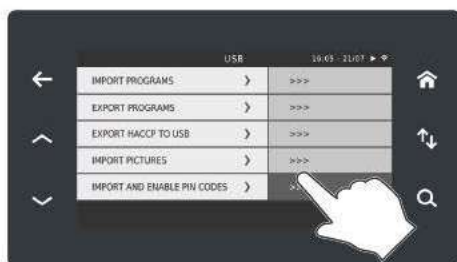 USB 16:05 - 21/07
IMPORT PROGRAMS >>>
EXPORT PROGRAMS >>>
EXPORT HACCP TO USB >>>
IMPORT PICTURES >>>
IMPORT AND ENABLE PIN CODES